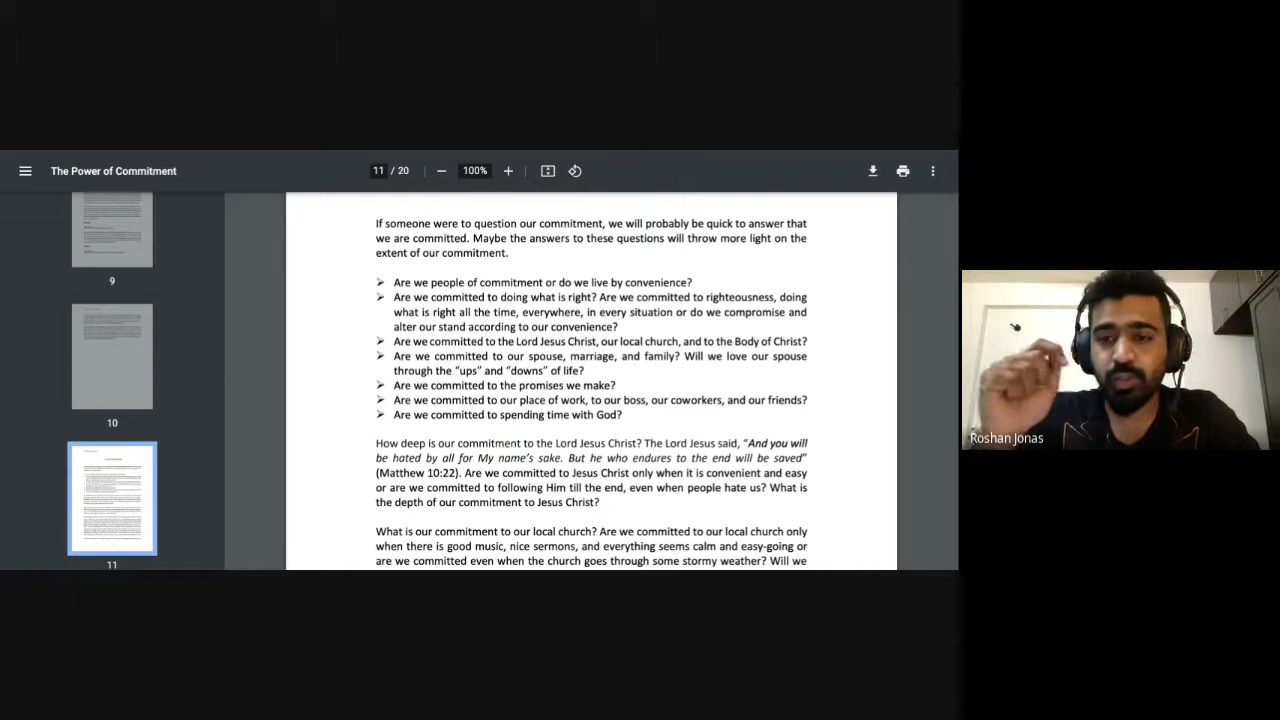 The Power of Commitment
11 / 20
100%
9
10
11
If someone were to question our commitment, we will probably be quick to answer that
we are committed. Maybe the answers to these questions will throw more light on the
extent of our commitment.
➢ Are we people of commitment or do we live by convenience?
➢ Are we committed to doing what is right? Are we committed to righteousness, doing
what is right all the time, everywhere, in every situation or do we compromise and
alter our stand according to our convenience?
➢ Are we committed to the Lord Jesus Christ, our local church, and to the Body of Christ?
➢ Are we committed to our spouse, marriage, and family? Will we love our spouse
through the “ups” and “downs” of life?
➢ Are we committed to the promises we make?
➢ Are we committed to our place of work, to our boss, our coworkers, and our friends?
➢ Are we committed to spending time with God?
How deep is our commitment to the Lord Jesus Christ? The Lord Jesus said, “And you will
be hated by all for My name’s sake. But he who endures to the end will be saved”
(Matthew 10:22). Are we committed to Jesus Christ only when it is convenient and easy
or are we committed to following Him till the end, even when people hate us? What is
the depth of our commitment to Jesus Christ?
What is our commitment to our local church? Are we committed to our local church only
when there is good music, nice sermons, and everything seems calm and easy-going or
are we committed even when the church goes through some stormy weather? Will we
Roshan Jonas